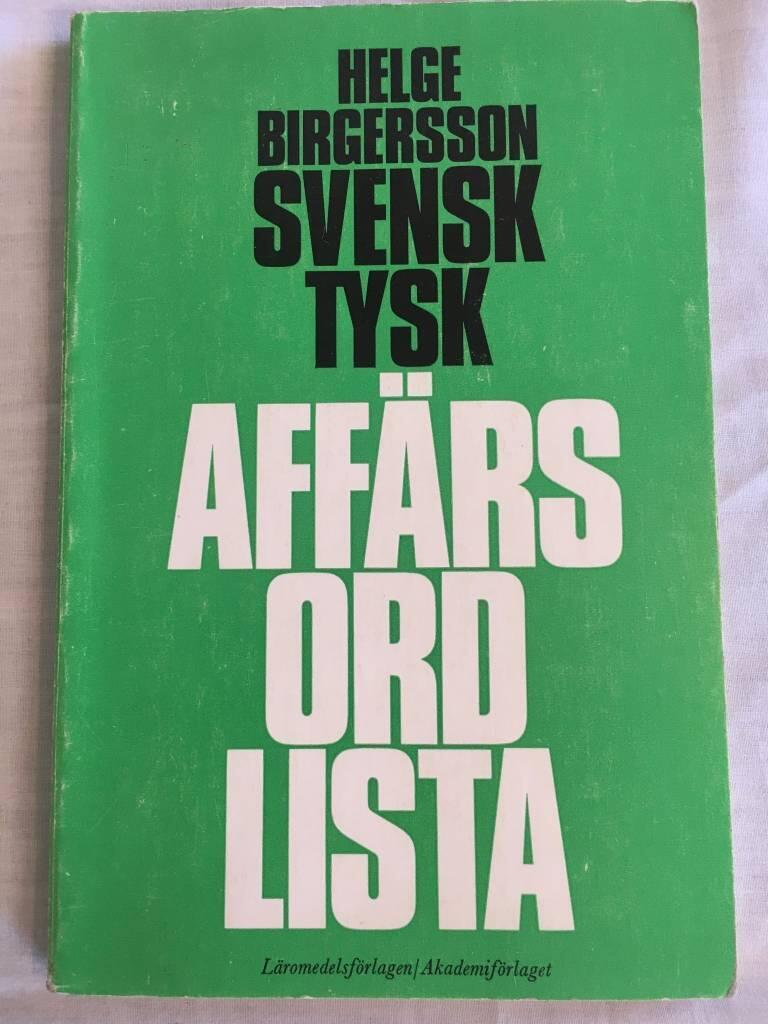 HELGE
BIRGERSSON
SVENSK
TYSK
AFFÄRS
ORD
LISTA
Läromedelsförlagen/Akademiförlaget